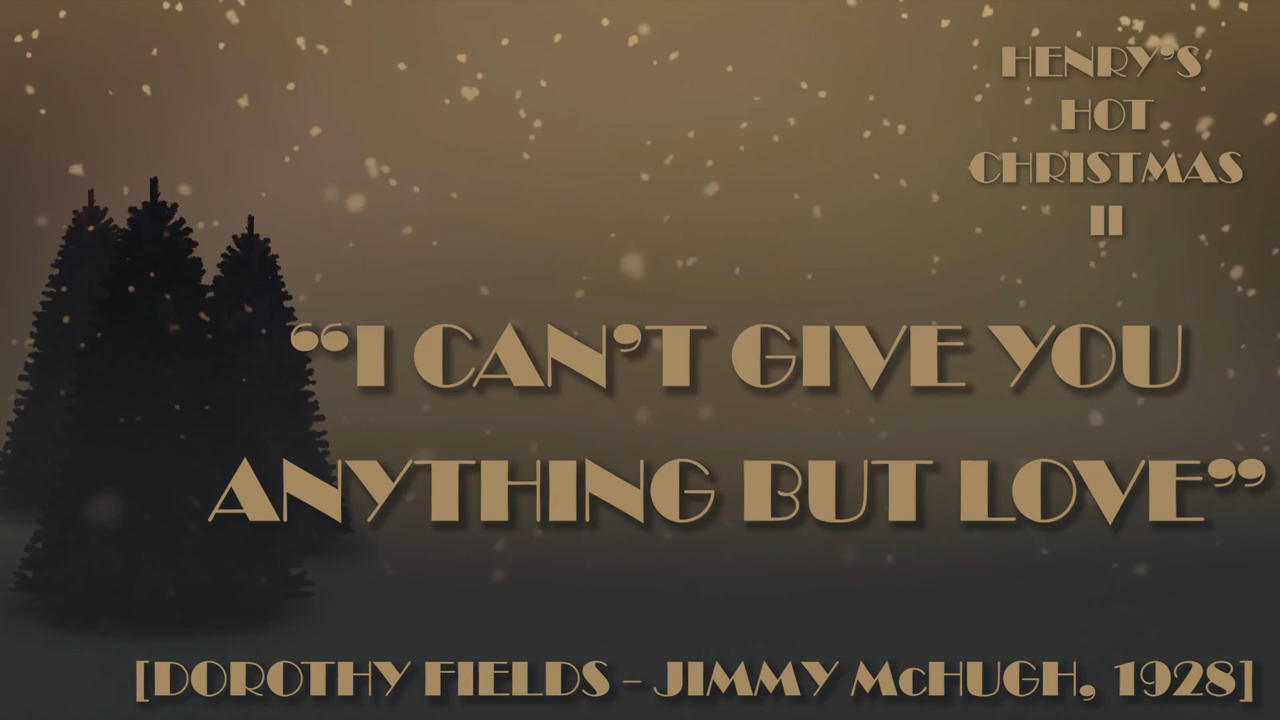 HENRY’S
HOT
CHRISTMAS
II
“I CAN’T GIVE YOU
ANYTHING BUT LOVE”
[DOROTHY FIELDS - JIMMY McHUGH, 1928]